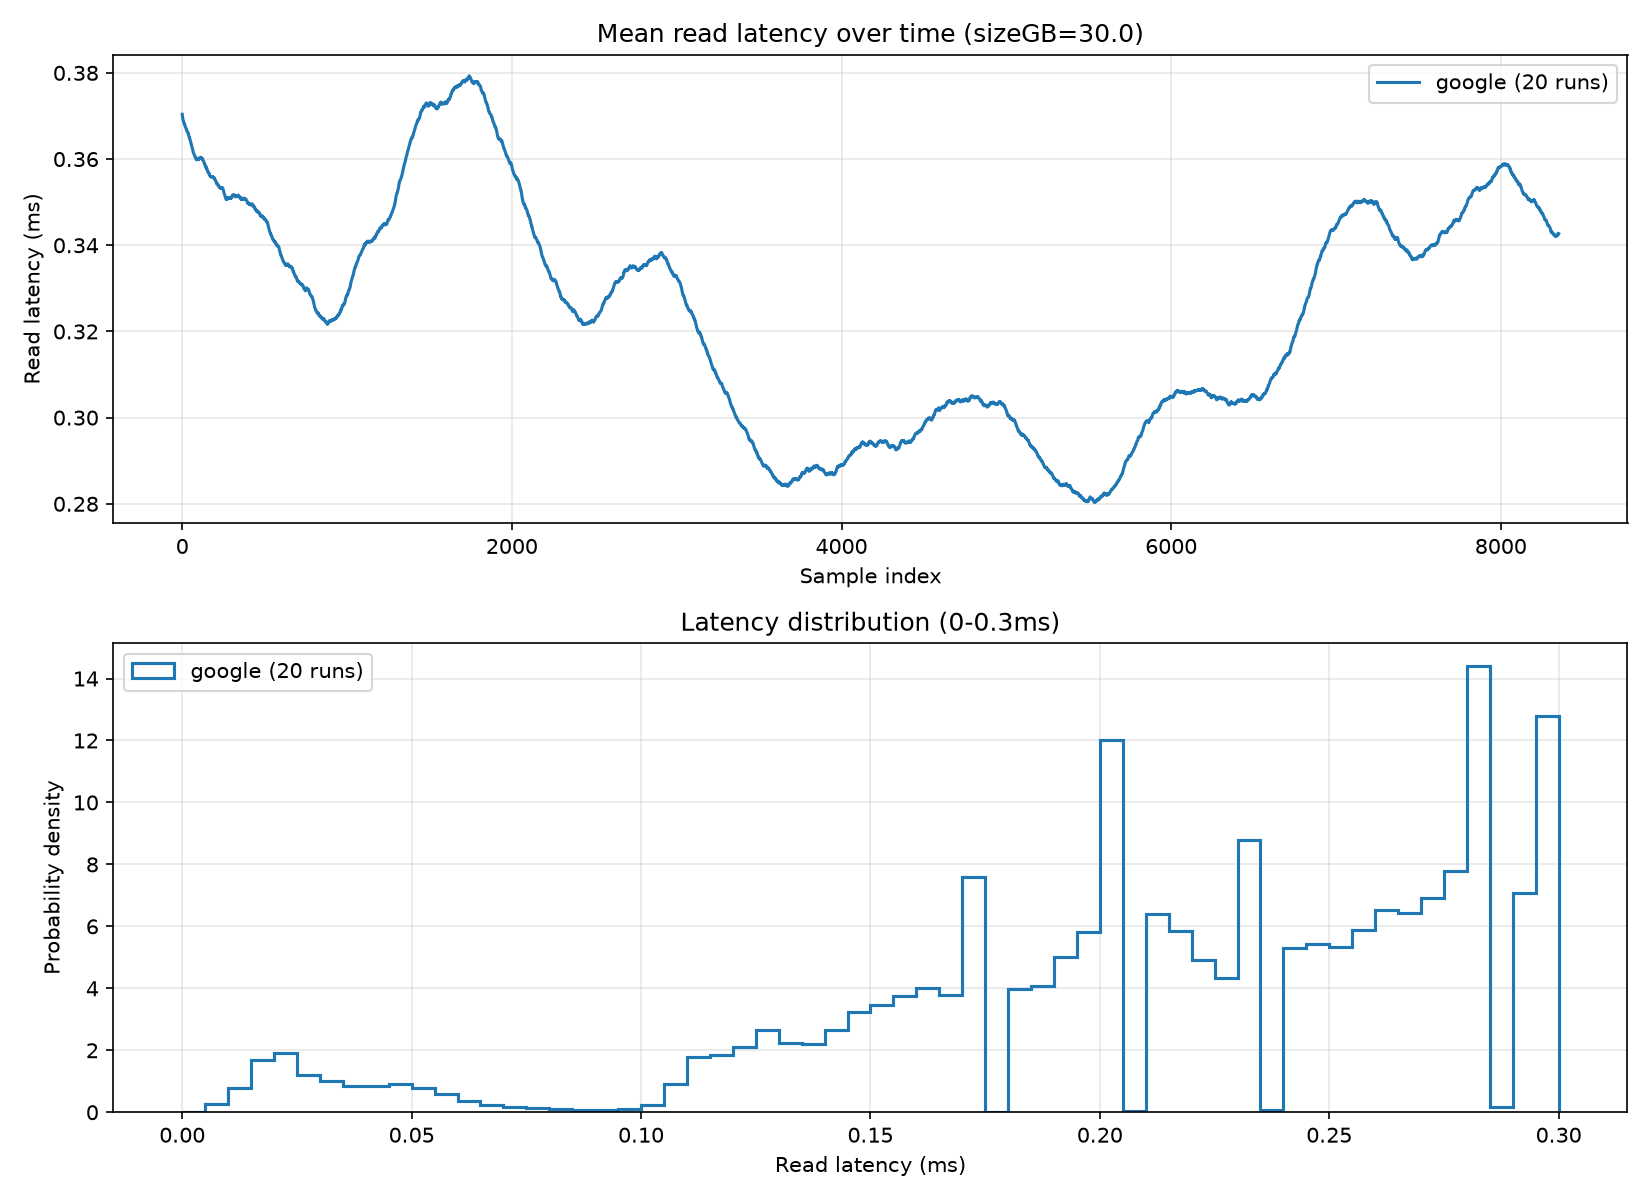 Mean read latency over time (sizeGB=30.0)
google (20 runs)
Read latency (ms)
0.38
0.36
0.34
0.32
0.30
0.28
0 2000 4000 6000 8000
Sample index
Latency distribution (0-0.3ms)
google (20 runs)
Probability density
14
12
10
8
6
4
2
0
0.00 0.05 0.10 0.15 0.20 0.25 0.30
Read latency (ms)